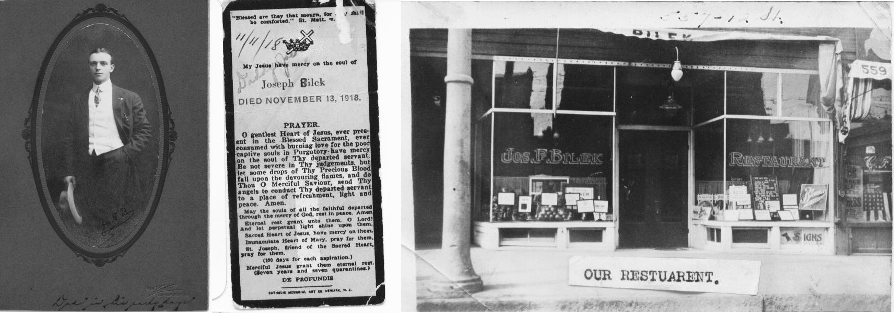 "Blessed are they that mourn, for they shall
be comforted." St. Matt. v.
11/11/18
My Jesus have mercy on the soul of
Joseph Bilek
DIED NOVEMBER 13, 1918.
PRAYER.
O gentlest Heart of Jesus, ever pres-
ent in the Blessed Sacrament, ever
consumed with burning love for the poor
captive souls in Purgatory-have mercy
on the soul of Thy departed servant.
Be not severe in Thy judgments, but
let some drops of Thy Precious Blood
fall upon the devouring flames, and do
Thou O Merciful Saviour, send Thy
angels to conduct Thy departed servant
to a place of refreshment, light and
peace. Amen.
May the souls of all the faithful departed
through the mercy of God, rest in peace. Amen
Eternal rest grant unto them, O Lord!
And let perpetual light shine upon them.
Sacred Heart of Jesus, have mercy on them.
Immaculate Heart of Mary, pray for them,
St. Joseph, friend of the Sacred Heart,
pray for them.
(100 days for each aspiration.)
Merciful Jesus grant them eternal rest.
(Seven years and seven quarantines.)
DE PROFUNDIS
BILEK
559
JOS. F. BILEK
RESTAURANT
SIGNS
OUR RESTUARENT.